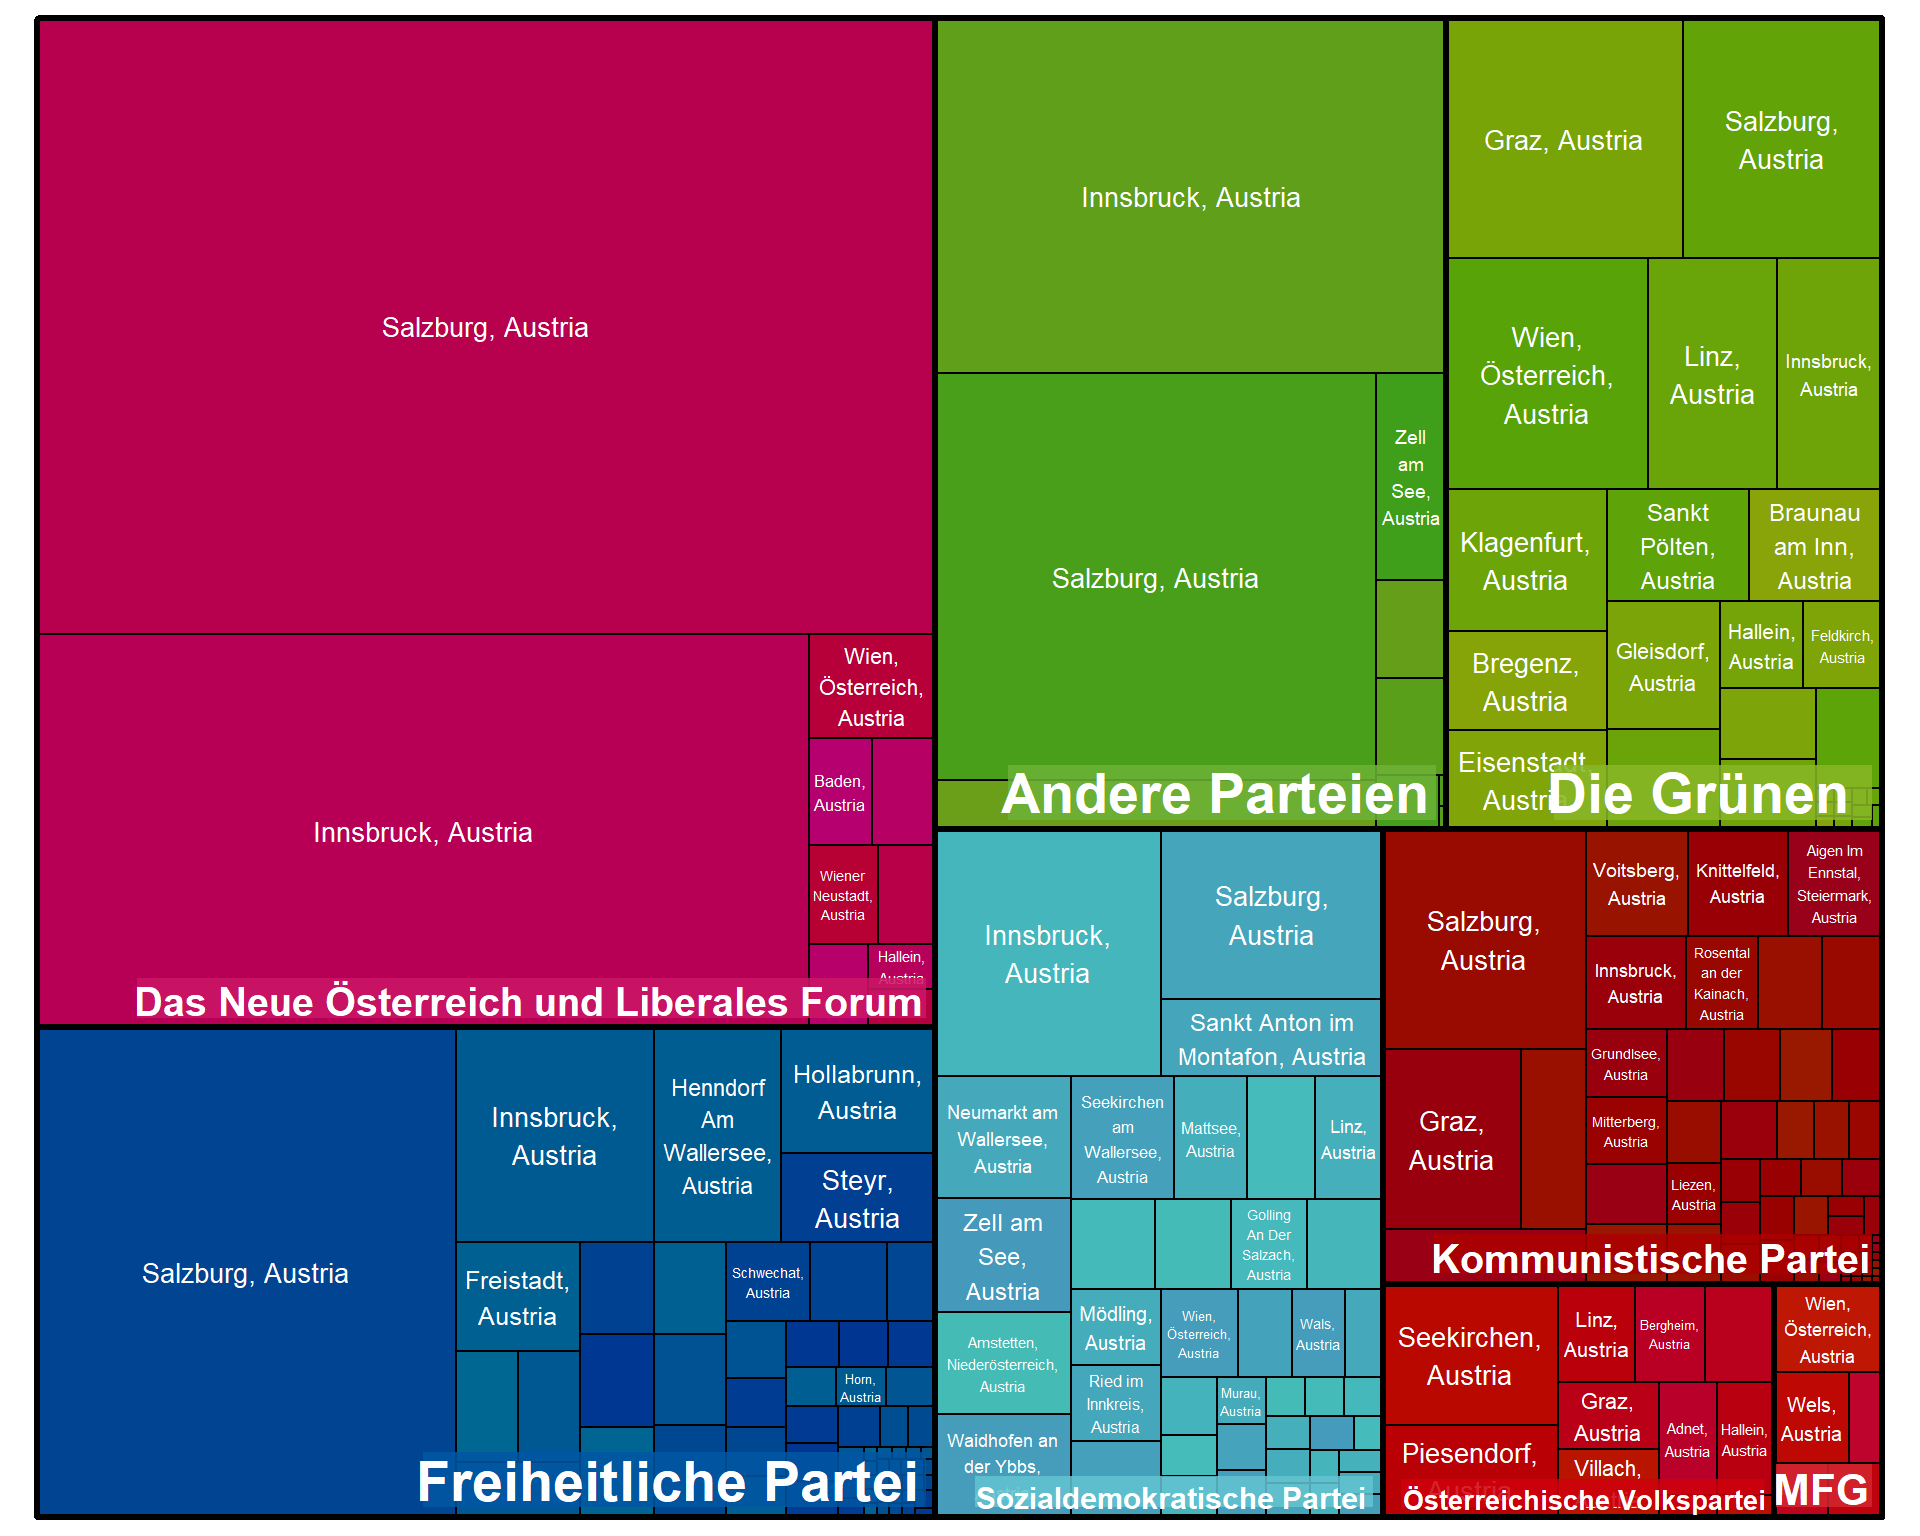 Salzburg, Austria
Innsbruck, Austria
Wien,
Österreich,
Austria
Baden,
Austria
Wiener
Neustadt,
Austria
Hallein,
Austria
Das Neue Österreich und Liberales Forum
Innsbruck, Austria
Salzburg, Austria
Zell
am
See,
Austria
Andere Parteien
Graz, Austria
Salzburg,
Austria
Wien,
Österreich,
Austria
Linz,
Austria
Innsbruck,
Austria
Klagenfurt,
Austria
Sankt
Pölten,
Austria
Braunau
am Inn,
Austria
Bregenz,
Austria
Gleisdorf,
Austria
Hallein,
Austria
Feldkirch,
Austria
Eisenstadt,
Austria
Die Grünen
Salzburg, Austria
Innsbruck,
Austria
Henndorf
Am
Wallersee,
Austria
Hollabrunn,
Austria
Steyr,
Austria
Freistadt,
Austria
Schwechat,
Austria
Horn,
Austria
Freiheitliche Partei
Innsbruck,
Austria
Salzburg,
Austria
Sankt Anton im
Montafon, Austria
Neumarkt am
Wallersee,
Austria
Seekirchen
am
Wallersee,
Austria
Mattsee,
Austria
Linz,
Austria
Zell am
See,
Austria
Golling
An Der
Salzach,
Austria
Amstetten,
Niederösterreich,
Austria
Mödling,
Austria
Wien,
Österreich,
Austria
Wals,
Austria
Ried im
Innkreis,
Austria
Murau,
Austria
Waidhofen an
der Ybbs,
Sozialdemokratische Partei
Salzburg,
Austria
Voitsberg,
Austria
Knittelfeld,
Austria
Aigen Im
Ennstal,
Steiermark,
Austria
Innsbruck,
Austria
Rosental
an der
Kainach,
Austria
Graz,
Austria
Grundlsee,
Austria
Mitterberg,
Austria
Liezen,
Austria
Kommunistische Partei
Seekirchen,
Austria
Linz,
Austria
Bergheim,
Austria
Piesendorf,
Austria
Graz,
Austria
Adnet,
Austria
Hallein,
Austria
Villach,
Österreichische Volkspartei
Wien,
Österreich,
Austria
Wels,
Austria
MFG